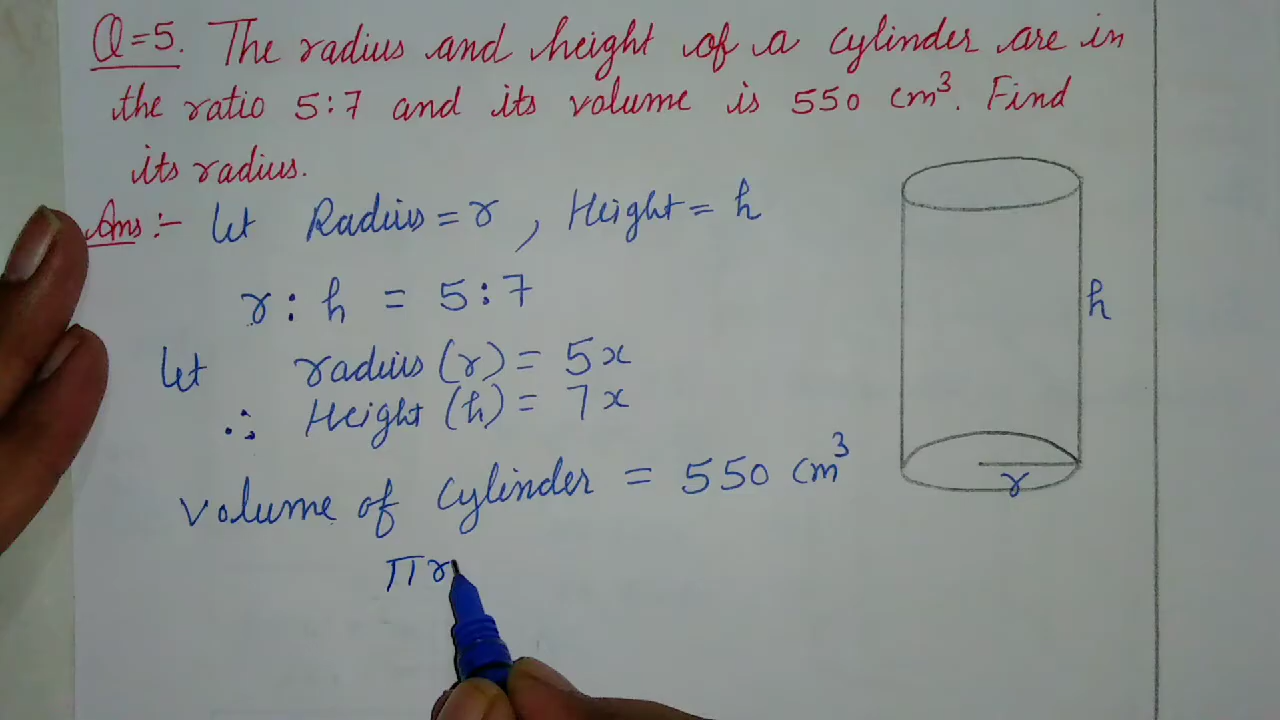 Q=5. The radius and height of a cylinder are in
the ratio 5:7 and its volume is 550 cm³. Find
its radius.
Ans :- let Radius = r , Height = h
r : h = 5:7
let radius (r) = 5x
∴ Height (h) = 7x
Volume of cylinder = 550 cm³
πr
h
r